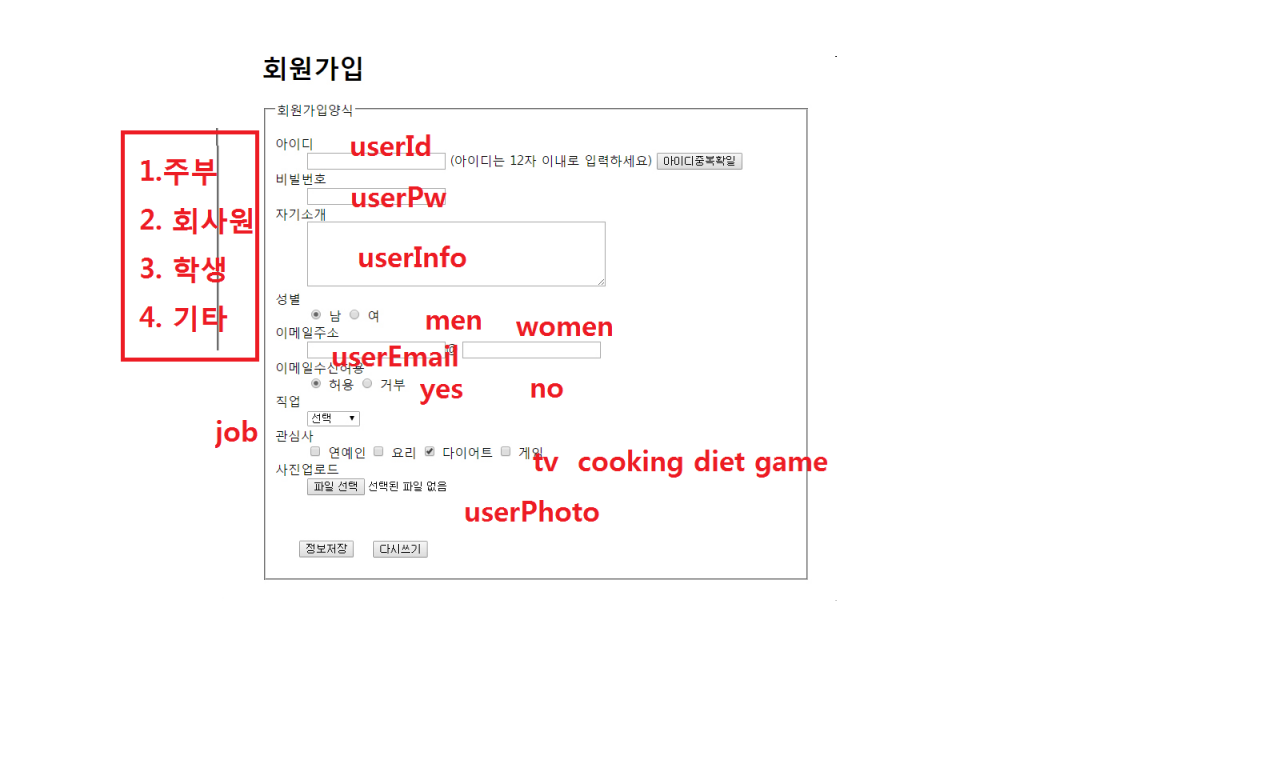 회원가입
회원가입양식
아이디
userId
(아이디는 12자 이내로 입력하세요) 아이디중복확일
비빌번호
userPw
자기소개
userInfo
성별
남 여 men women
이메일주소
userEmail @
이메일수신허용
허용 거부 yes no
직업
선택
job
관심사
연예인 요리 다이어트 게임 tv cooking diet game
사진업로드
파일 선택 선택된 파일 없음
userPhoto
정보저장 다시쓰기
1.주부
2. 회사원
3. 학생
4. 기타